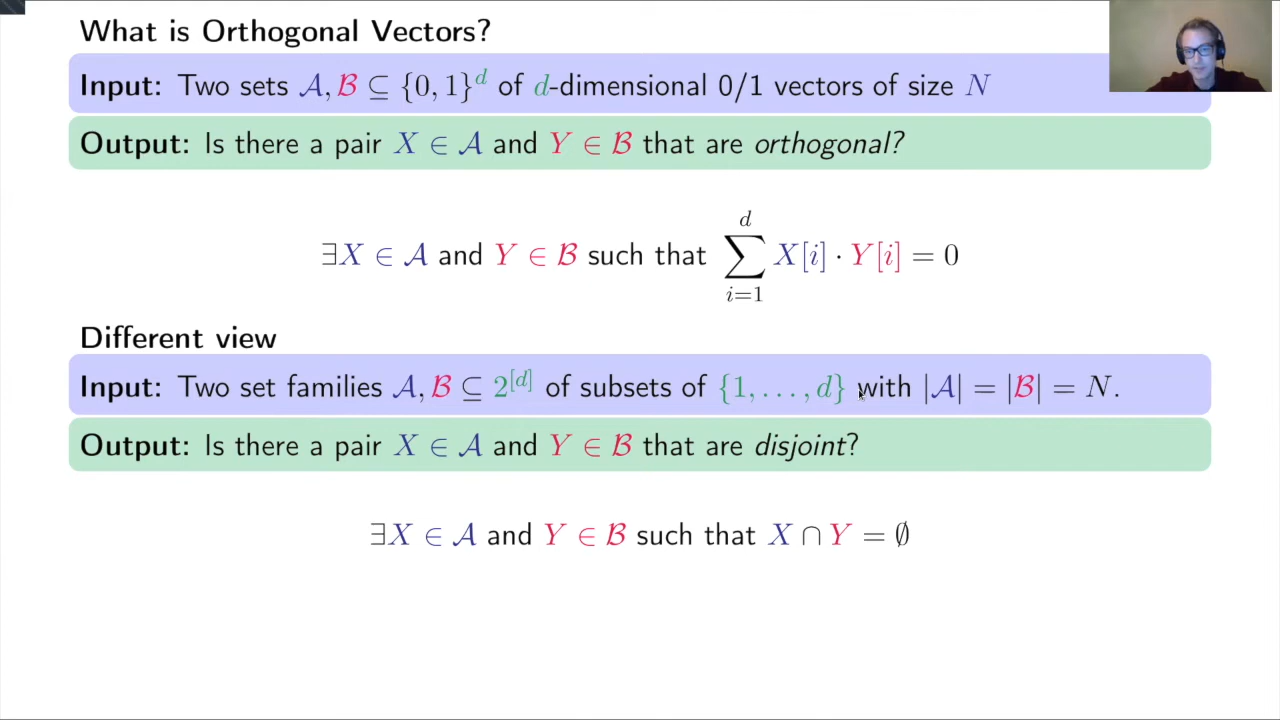 What is Orthogonal Vectors?
Input: Two sets 𝒜, ℬ ⊆ {0, 1}^d of d-dimensional 0/1 vectors of size N
Output: Is there a pair X ∈ 𝒜 and Y ∈ ℬ that are orthogonal?
∃X ∈ 𝒜 and Y ∈ ℬ such that ∑_{i=1}^{d} X[i] · Y[i] = 0
Different view
Input: Two set families 𝒜, ℬ ⊆ 2^{[d]} of subsets of {1, . . . , d} with |𝒜| = |ℬ| = N.
Output: Is there a pair X ∈ 𝒜 and Y ∈ ℬ that are disjoint?
∃X ∈ 𝒜 and Y ∈ ℬ such that X ∩ Y = ∅